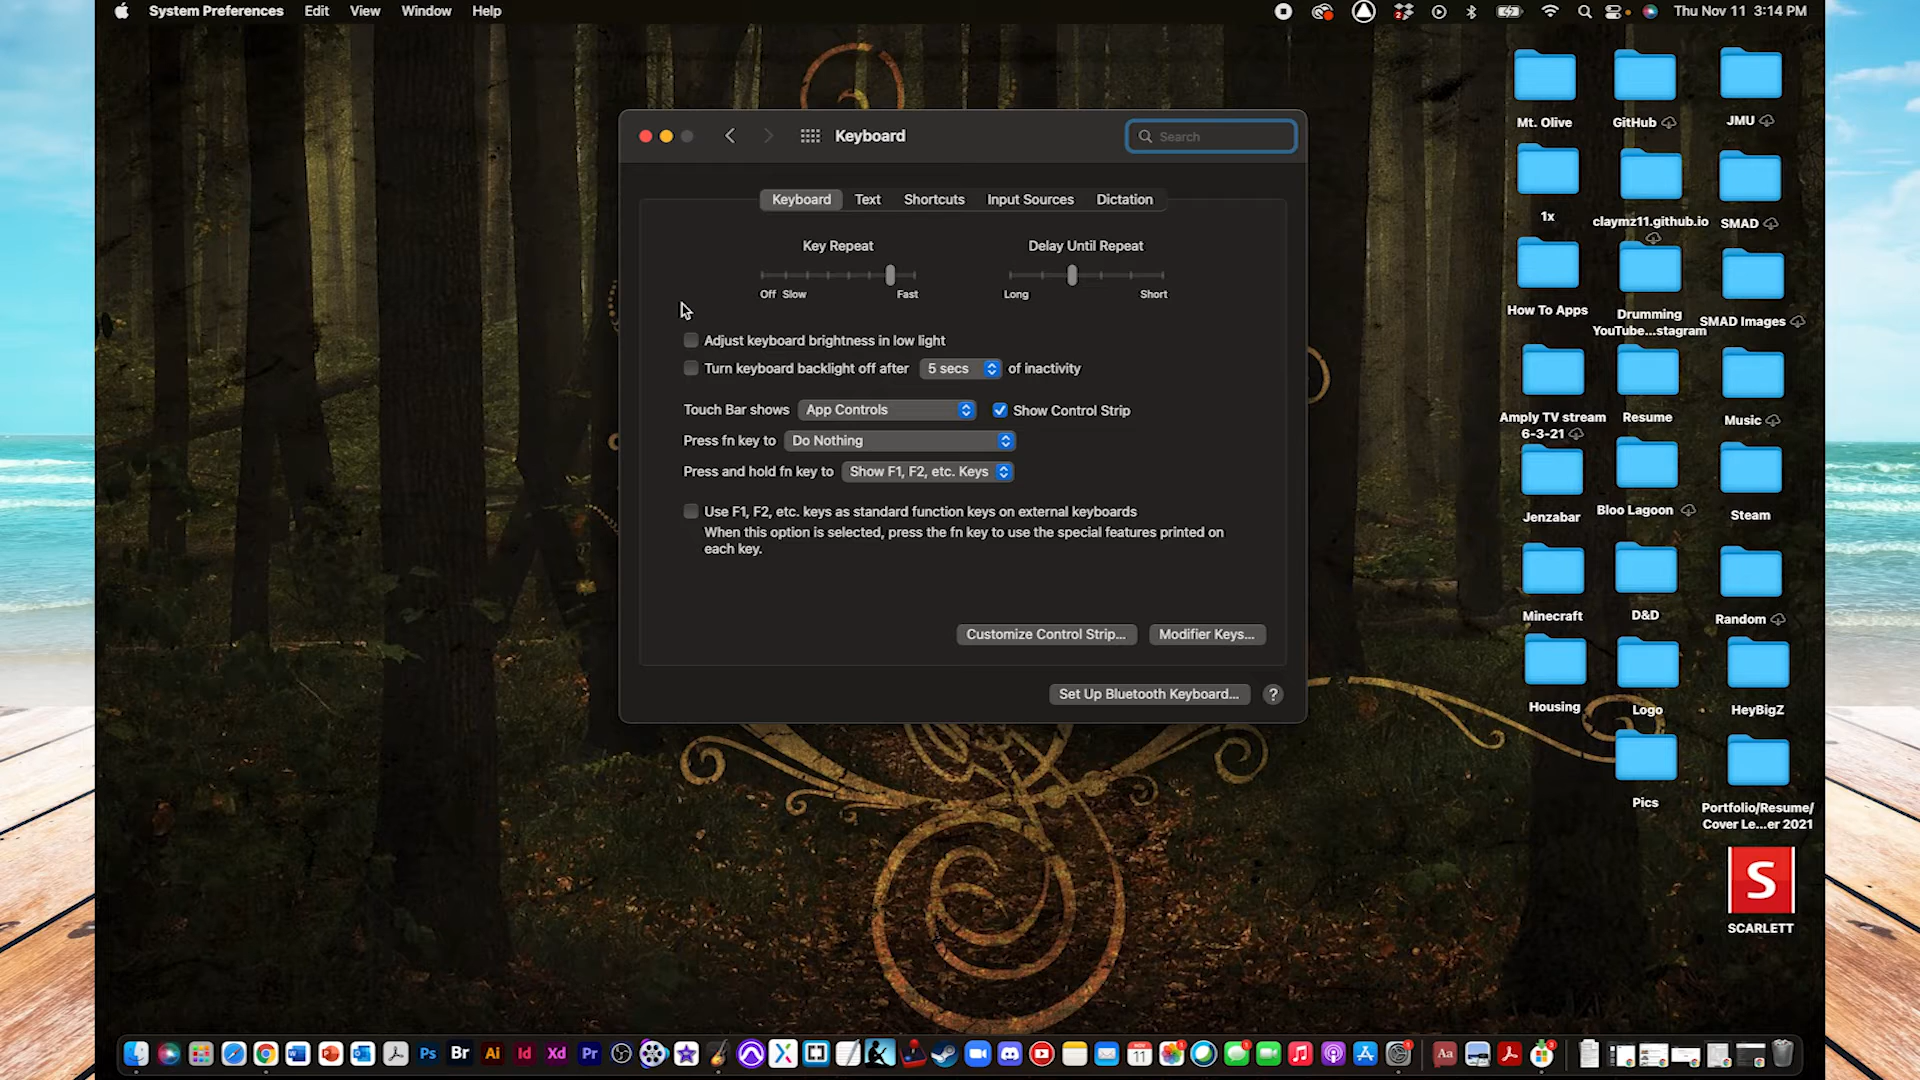 System Preferences Edit View Window Help
Thu Nov 11 3:14 PM
Keyboard
Search
Keyboard Text Shortcuts Input Sources Dictation
Key Repeat
Off Slow Fast
Delay Until Repeat
Long Short
Adjust keyboard brightness in low light
Turn keyboard backlight off after 5 secs of inactivity
Touch Bar shows App Controls Show Control Strip
Press fn key to Do Nothing
Press and hold fn key to Show F1, F2, etc. Keys
Use F1, F2, etc. keys as standard function keys on external keyboards
When this option is selected, press the fn key to use the special features printed on
each key.
Customize Control Strip... Modifier Keys...
Set Up Bluetooth Keyboard... ?
Mt. Olive GitHub JMU
1x claymz11.github.io SMAD
How To Apps Drumming
YouTube...stagram
SMAD Images
Amply TV stream
6-3-21
Resume Music
Jenzabar Bloo Lagoon Steam
Minecraft D&D Random
Housing Logo HeyBigZ
Pics
Portfolio/Resume/
Cover Le...er 2021
S
SCARLETT
Ps Br Ai Id Xd Pr
11
Aa